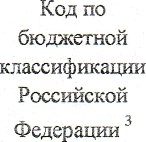 Код по
бюджетной
классификации
Российской
Федерации 3